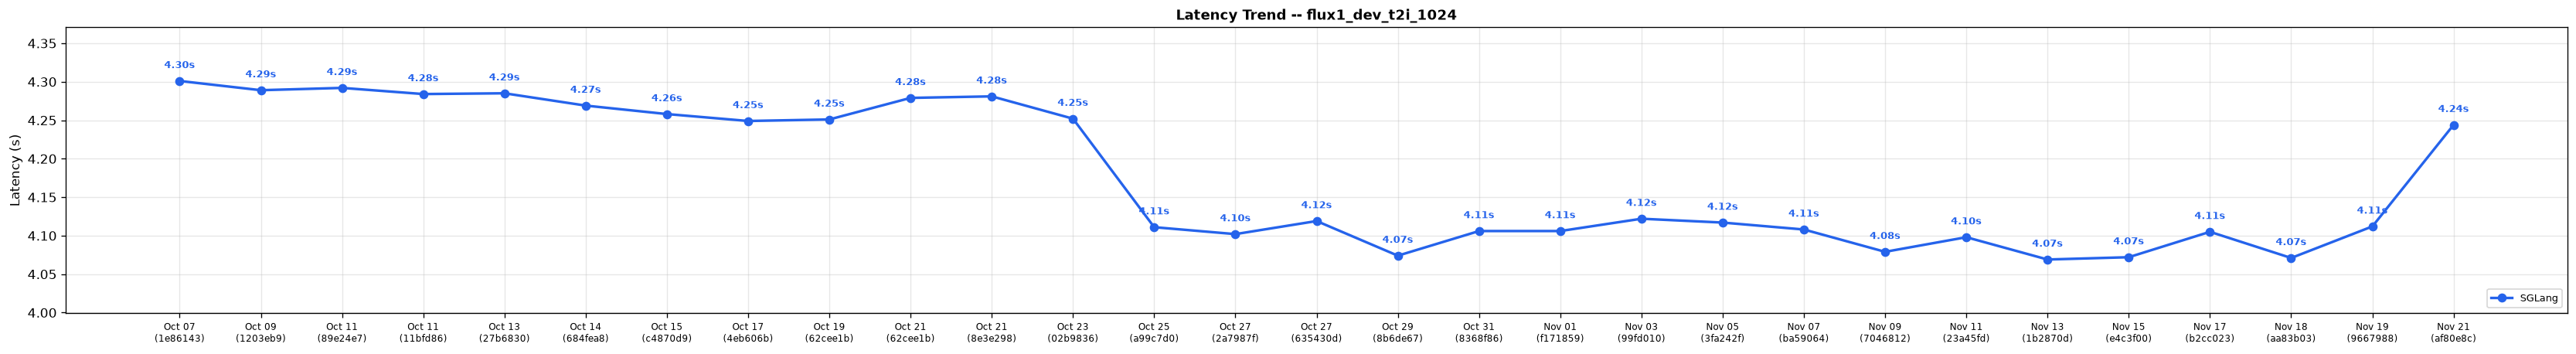 Latency Trend -- flux1_dev_t2i_1024
Latency (s)
4.35
4.30
4.25
4.20
4.15
4.10
4.05
4.00
4.30s
4.29s
4.29s
4.28s
4.29s
4.27s
4.26s
4.25s
4.25s
4.28s
4.28s
4.25s
4.11s
4.10s
4.12s
4.07s
4.11s
4.11s
4.12s
4.12s
4.11s
4.08s
4.10s
4.07s
4.07s
4.11s
4.07s
4.11s
4.24s
SGLang
Oct 07
(1e86143)
Oct 09
(1203eb9)
Oct 11
(89e24e7)
Oct 11
(11bfd86)
Oct 13
(27b6830)
Oct 14
(684fea8)
Oct 15
(c4870d9)
Oct 17
(4eb606b)
Oct 19
(62cee1b)
Oct 21
(62cee1b)
Oct 21
(8e3e298)
Oct 23
(02b9836)
Oct 25
(a99c7d0)
Oct 27
(2a7987f)
Oct 27
(635430d)
Oct 29
(8b6de67)
Oct 31
(8368f86)
Nov 01
(f171859)
Nov 03
(99fd010)
Nov 05
(3fa242f)
Nov 07
(ba59064)
Nov 09
(7046812)
Nov 11
(23a45fd)
Nov 13
(1b2870d)
Nov 15
(e4c3f00)
Nov 17
(b2cc023)
Nov 18
(aa83b03)
Nov 19
(9667988)
Nov 21
(af80e8c)